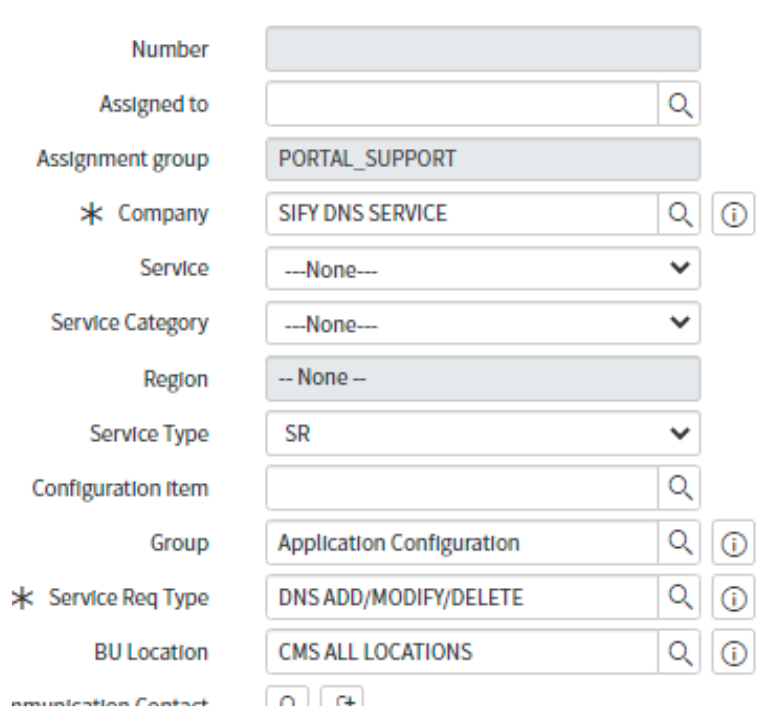 Number
Assigned to
Assignment group PORTAL_SUPPORT
* Company SIFY DNS SERVICE
Service ---None---
Service Category ---None---
Region -- None --
Service Type SR
Configuration item
Group Application Configuration
* Service Req Type DNS ADD/MODIFY/DELETE
BU Location CMS ALL LOCATIONS
Contact